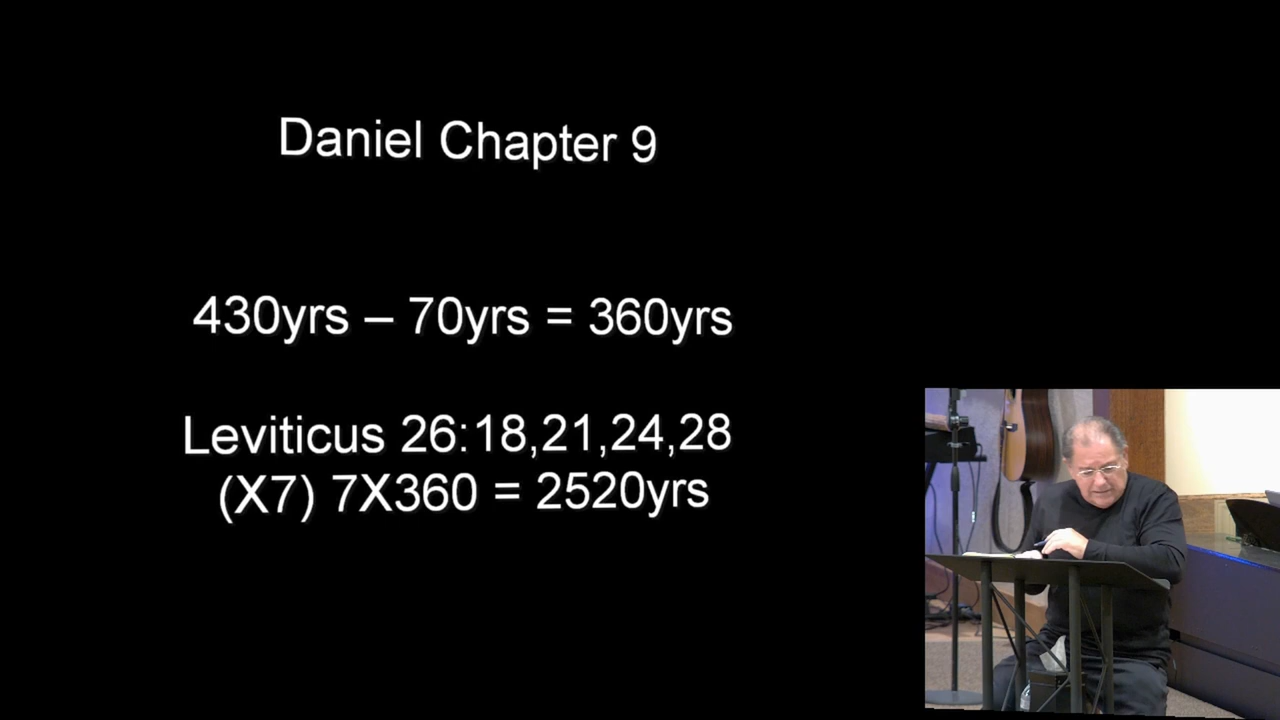 Daniel Chapter 9
430yrs – 70yrs = 360yrs
Leviticus 26:18,21,24,28
(X7) 7X360 = 2520yrs